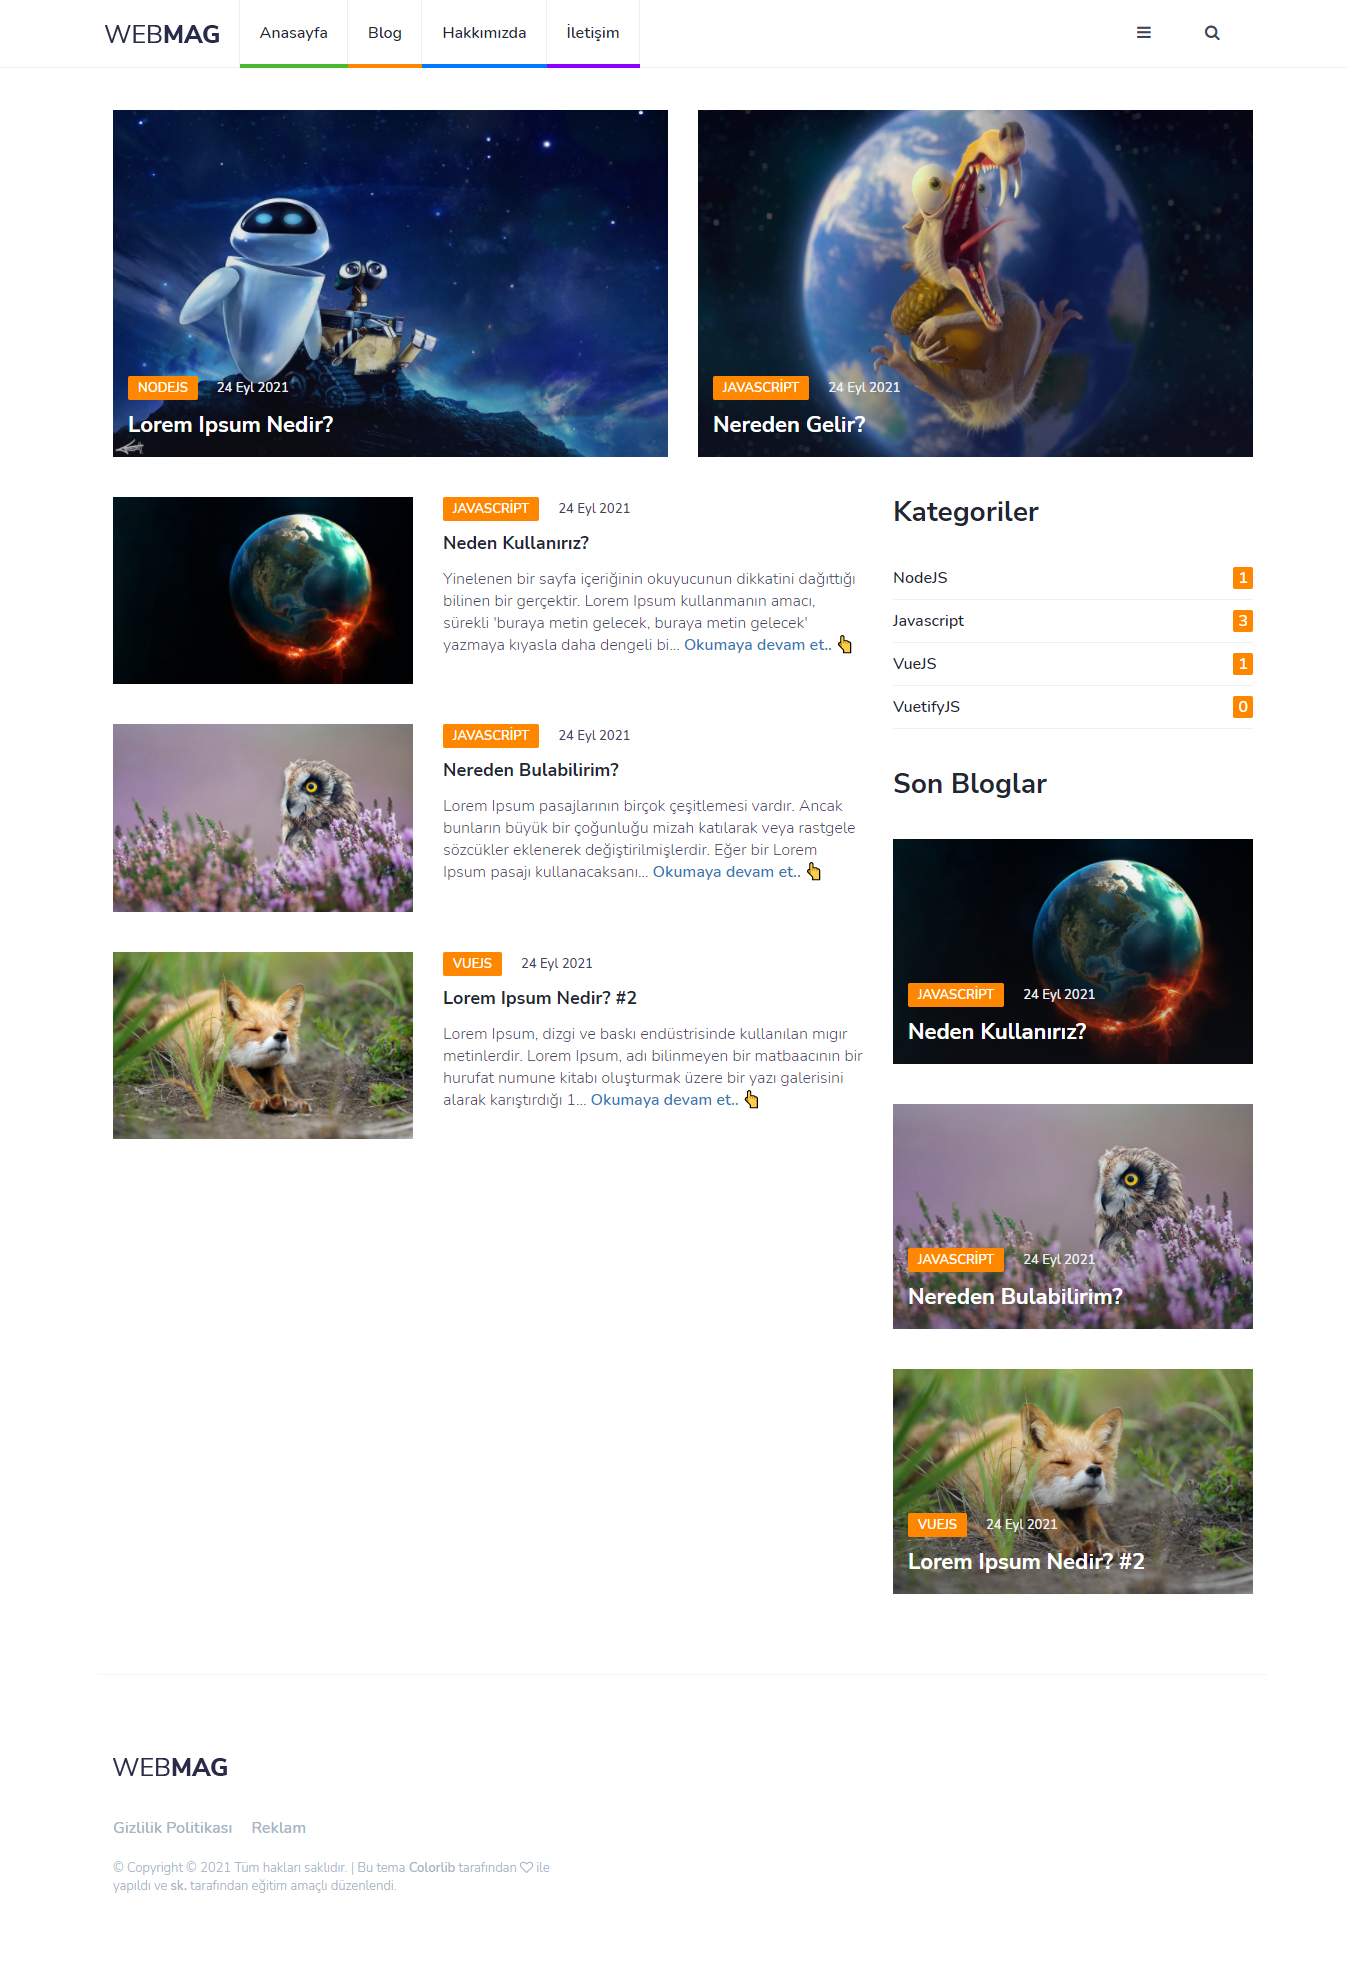 WEBMAG
Anasayfa
Blog
Hakkımızda
İletişim
NODEJS 24 Eyl 2021
Lorem Ipsum Nedir?
JAVASCRİPT 24 Eyl 2021
Nereden Gelir?
JAVASCRİPT 24 Eyl 2021
Neden Kullanırız?
Yinelenen bir sayfa içeriğinin okuyucunun dikkatini dağıttığı
bilinen bir gerçektir. Lorem Ipsum kullanmanın amacı,
sürekli 'buraya metin gelecek, buraya metin gelecek'
yazmaya kıyasla daha dengeli bi... Okumaya devam et.. 👆
JAVASCRİPT 24 Eyl 2021
Nereden Bulabilirim?
Lorem Ipsum pasajlarının birçok çeşitlemesi vardır. Ancak
bunların büyük bir çoğunluğu mizah katılarak veya rastgele
sözcükler eklenerek değiştirilmişlerdir. Eğer bir Lorem
Ipsum pasajı kullanacaksanı... Okumaya devam et.. 👆
VUEJS 24 Eyl 2021
Lorem Ipsum Nedir? #2
Lorem Ipsum, dizgi ve baskı endüstrisinde kullanılan mıgır
metinlerdir. Lorem Ipsum, adı bilinmeyen bir matbaacının bir
hurufat numune kitabı oluşturmak üzere bir yazı galerisini
alarak karıştırdığı 1... Okumaya devam et.. 👆
Kategoriler
NodeJS 1
Javascript 3
VueJS 1
VuetifyJS 0
Son Bloglar
JAVASCRİPT 24 Eyl 2021
Neden Kullanırız?
JAVASCRİPT 24 Eyl 2021
Nereden Bulabilirim?
VUEJS 24 Eyl 2021
Lorem Ipsum Nedir? #2
WEBMAG
Gizlilik Politikası Reklam
© Copyright © 2021 Tüm hakları saklıdır. | Bu tema Colorlib tarafından ♡ ile
yapıldı ve sk. tarafından eğitim amaçlı düzenlendi.